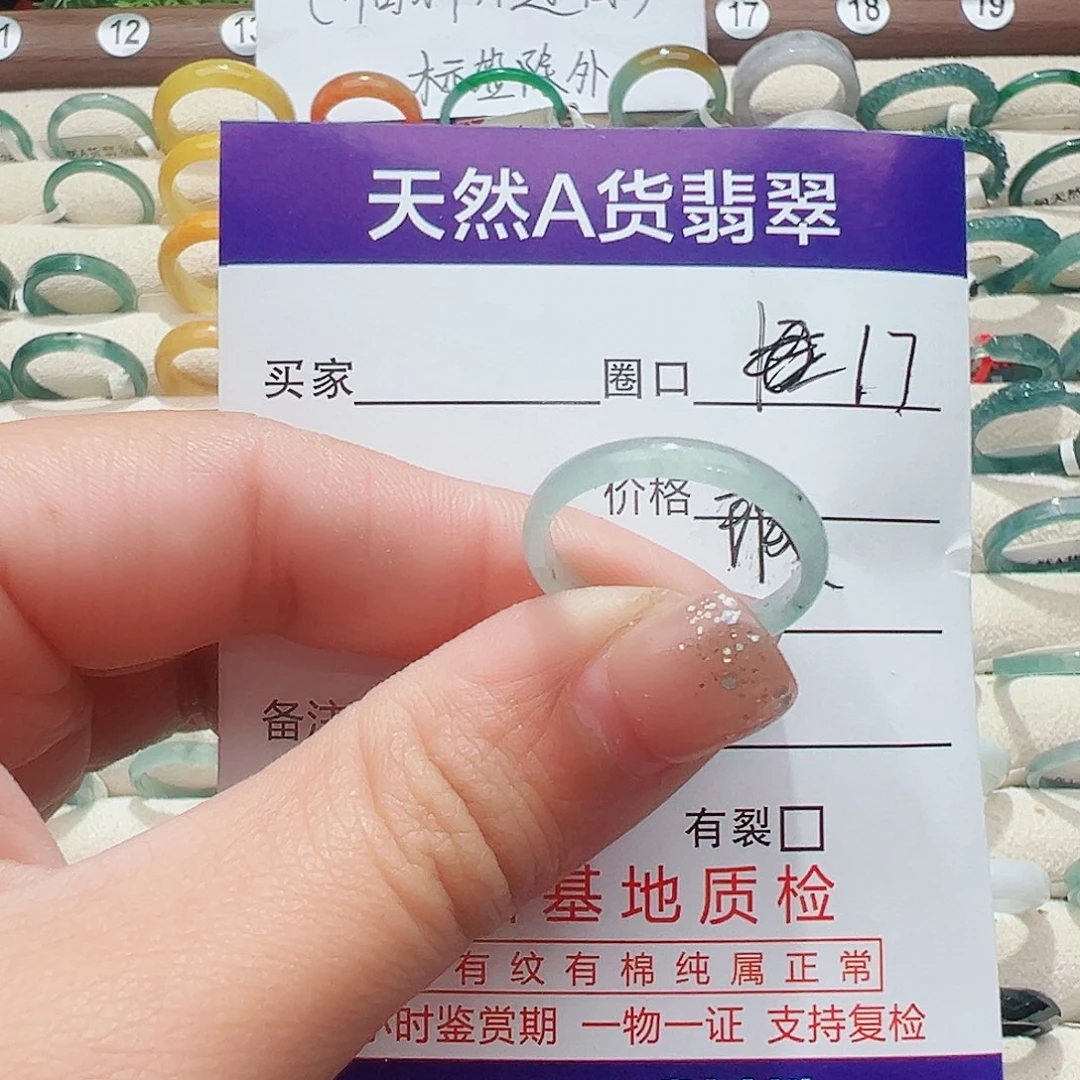 12 13 17 18 19
标垫除外
天然A货翡翠
买家 圈口 17
价格
备注
有裂□
基地质检
有纹有棉纯属正常
小时鉴赏期 一物一证 支持复检